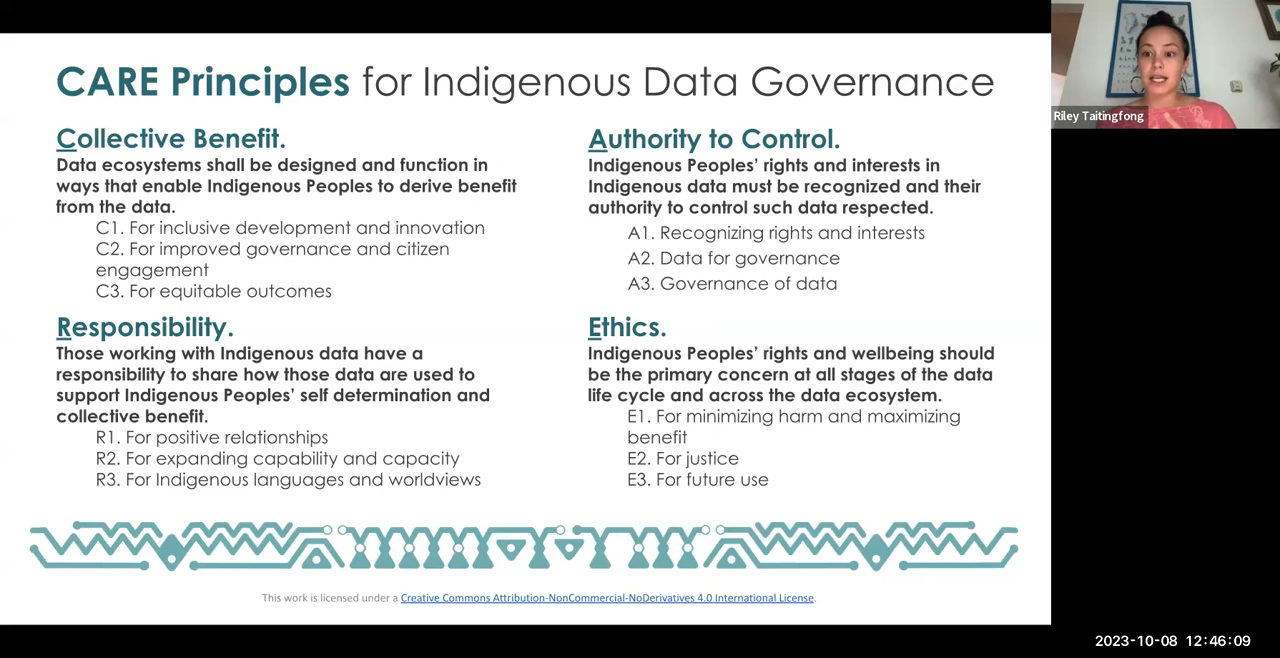 CARE Principles for Indigenous Data Governance
Collective Benefit.
Data ecosystems shall be designed and function in
ways that enable Indigenous Peoples to derive benefit
from the data.
C1. For inclusive development and innovation
C2. For improved governance and citizen
engagement
C3. For equitable outcomes
Authority to Control.
Indigenous Peoples’ rights and interests in
Indigenous data must be recognized and their
authority to control such data respected.
A1. Recognizing rights and interests
A2. Data for governance
A3. Governance of data
Responsibility.
Those working with Indigenous data have a
responsibility to share how those data are used to
support Indigenous Peoples’ self determination and
collective benefit.
R1. For positive relationships
R2. For expanding capability and capacity
R3. For Indigenous languages and worldviews
Ethics.
Indigenous Peoples’ rights and wellbeing should
be the primary concern at all stages of the data
life cycle and across the data ecosystem.
E1. For minimizing harm and maximizing
benefit
E2. For justice
E3. For future use
This work is licensed under a Creative Commons Attribution-NonCommercial-NoDerivatives 4.0 International License.
Riley Taitingfong
2023-10-08 12:46:09